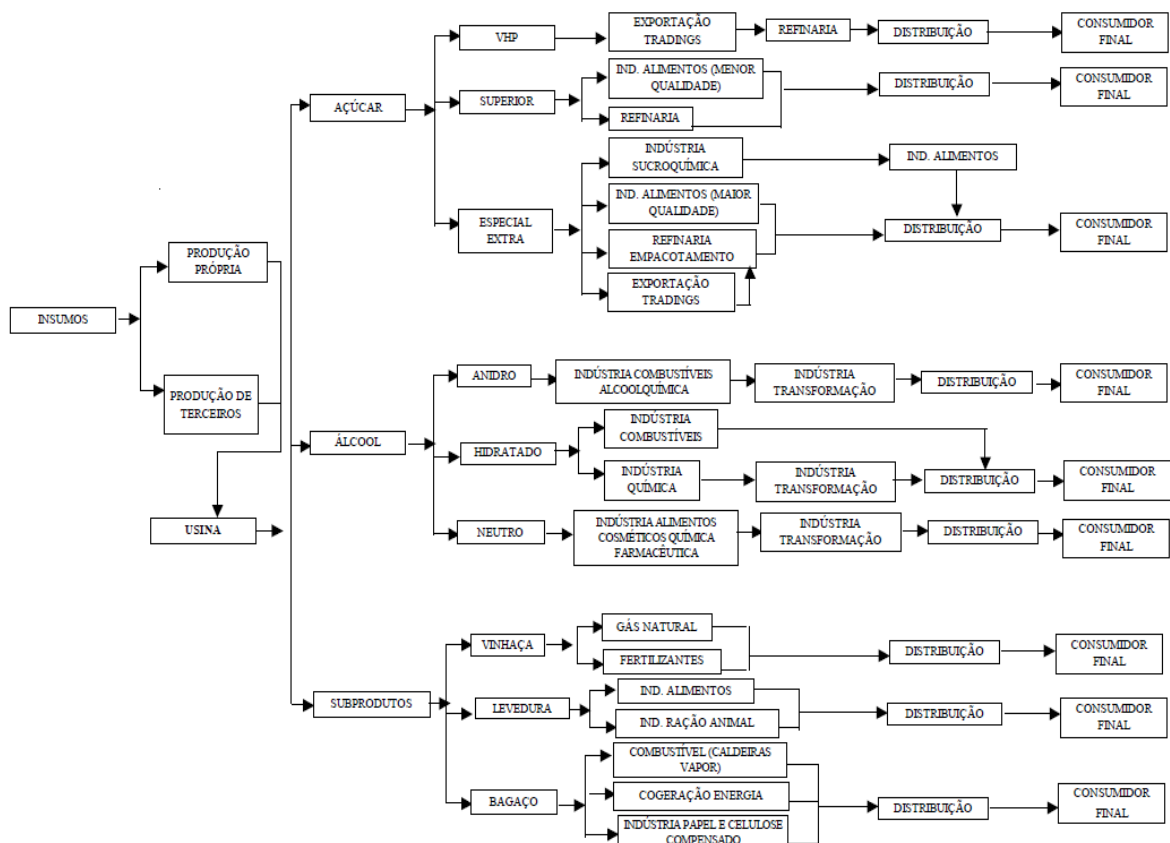 VHP
EXPORTAÇÃO
TRADINGS
REFINARIA
DISTRIBUIÇÃO
CONSUMIDOR
FINAL
AÇÚCAR
SUPERIOR
IND. ALIMENTOS (MENOR
QUALIDADE)
REFINARIA
DISTRIBUIÇÃO
CONSUMIDOR
FINAL
ESPECIAL
EXTRA
INDÚSTRIA
SUCROQUÍMICA
IND. ALIMENTOS
IND. ALIMENTOS (MAIOR
QUALIDADE)
REFINARIA
EMPACOTAMENTO
EXPORTAÇÃO
TRADINGS
DISTRIBUIÇÃO
CONSUMIDOR
FINAL
INSUMOS
PRODUÇÃO
PRÓPRIA
PRODUÇÃO DE
TERCEIROS
USINA
ÁLCOOL
ANIDRO
INDÚSTRIA COMBUSTÍVEIS
ALCOOLQUÍMICA
INDÚSTRIA
TRANSFORMAÇÃO
DISTRIBUIÇÃO
CONSUMIDOR
FINAL
HIDRATADO
INDÚSTRIA
COMBUSTÍVEIS
INDÚSTRIA
QUÍMICA
INDÚSTRIA
TRANSFORMAÇÃO
DISTRIBUIÇÃO
CONSUMIDOR
FINAL
NEUTRO
INDÚSTRIA ALIMENTOS
COSMÉTICOS QUÍMICA
FARMACÊUTICA
INDÚSTRIA
TRANSFORMAÇÃO
DISTRIBUIÇÃO
CONSUMIDOR
FINAL
SUBPRODUTOS
VINHAÇA
GÁS NATURAL
FERTILIZANTES
DISTRIBUIÇÃO
CONSUMIDOR
FINAL
LEVEDURA
IND. ALIMENTOS
IND. RAÇÃO ANIMAL
DISTRIBUIÇÃO
CONSUMIDOR
FINAL
BAGAÇO
COMBUSTÍVEL (CALDEIRAS
VAPOR)
COGERAÇÃO ENERGIA
INDÚSTRIA PAPEL E CELULOSE
COMPENSADO
DISTRIBUIÇÃO
CONSUMIDOR
FINAL